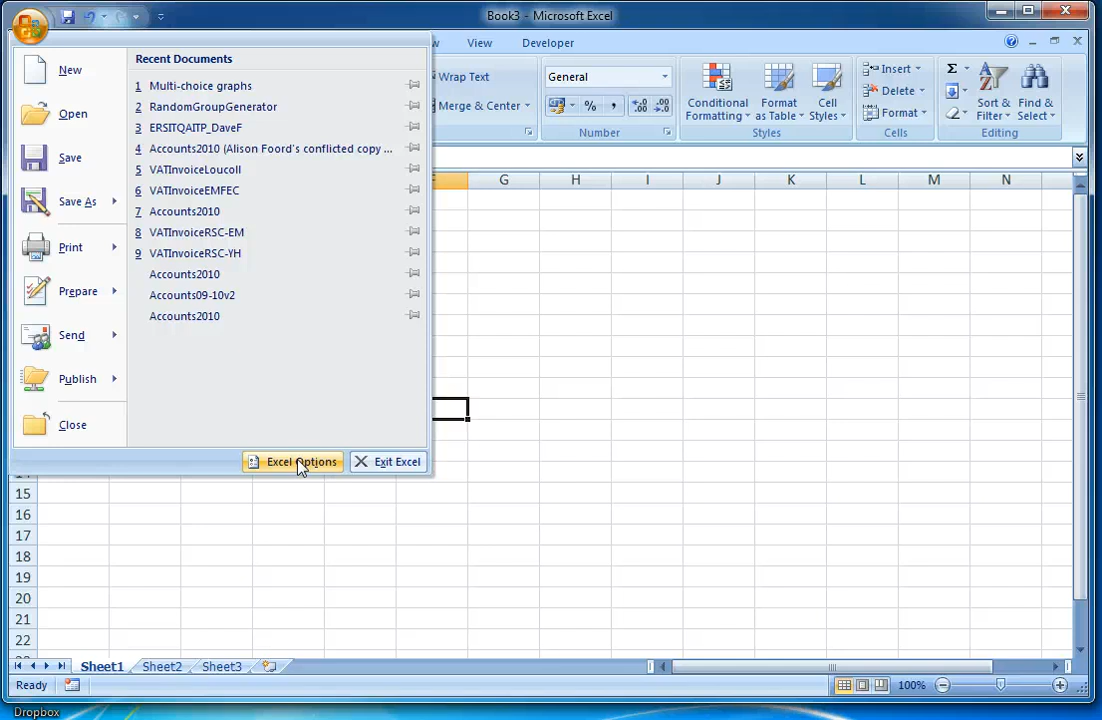 Book3 - Microsoft Excel
View Developer
New
Open
Save
Save As
Print
Prepare
Send
Publish
Close
Recent Documents
1 Multi-choice graphs
2 RandomGroupGenerator
3 ERSITQAITP_DaveF
4 Accounts2010 (Alison Foord's conflicted copy ...
5 VATInvoiceLoucoll
6 VATInvoiceEMFEC
7 Accounts2010
8 VATInvoiceRSC-EM
9 VATInvoiceRSC-YH
Accounts2010
Accounts09-10v2
Accounts2010
Excel Options
Exit Excel
Wrap Text
Merge & Center
General
% , .0 .00
Number
Conditional Formatting
Format as Table
Cell Styles
Styles
Insert
Delete
Format
Cells
Σ
Sort & Filter
Find & Select
Editing
G H I J L K M N
15
16
17
18
19
20
21
22
Sheet1 Sheet2 Sheet3
Ready
100%
Dropbox